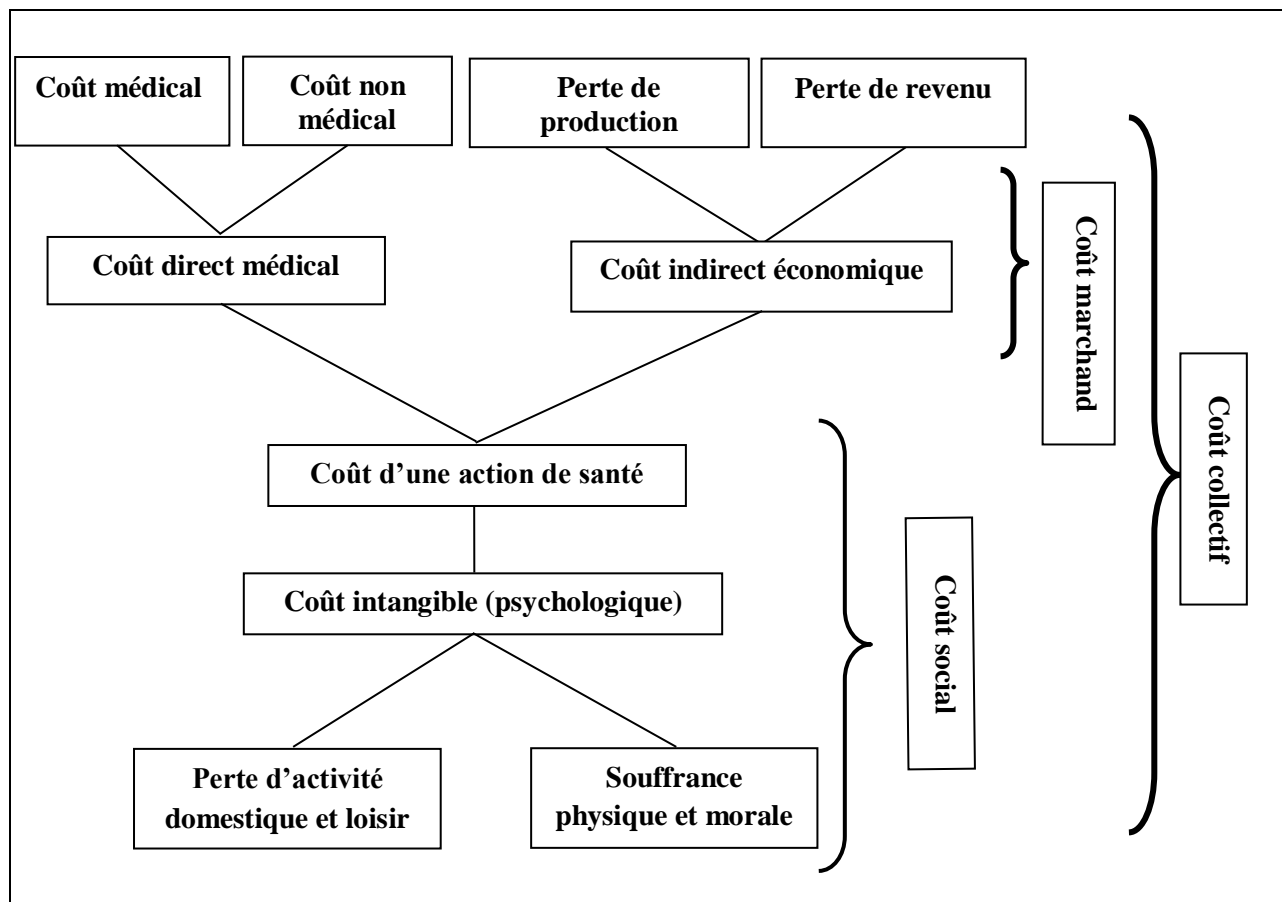 Coût médical
Coût non
médical
Perte de
production
Perte de revenu
Coût direct médical
Coût indirect économique
Coût marchand
Coût collectif
Coût d’une action de santé
Coût intangible (psychologique)
Coût social
Perte d’activité
domestique et loisir
Souffrance
physique et morale